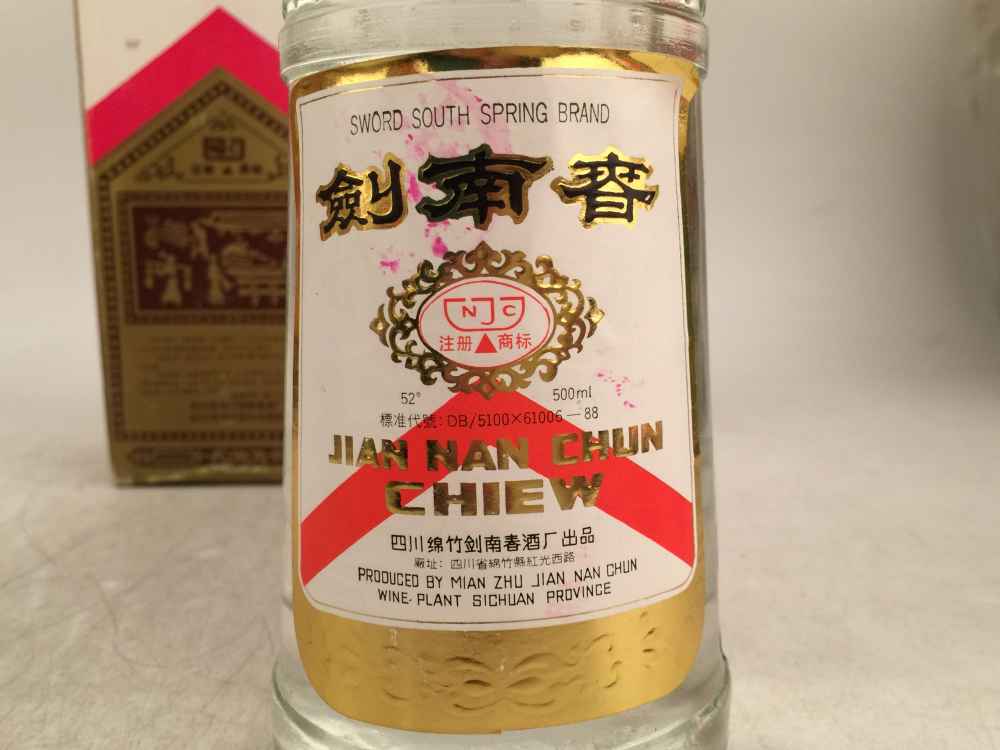 SWORD SOUTH SPRING BRAND
劍南春
NJC
注册 商标
52° 500ml
標准代號:DB/5100×61006—88
JIAN NAN CHUN
CHIEW
四川绵竹剑南春酒厂出品
廠址:四川省綿竹縣紅光西路
PRODUCED BY MIAN ZHU JIAN NAN CHUN
WINE-PLANT SICHUAN PROVINCE